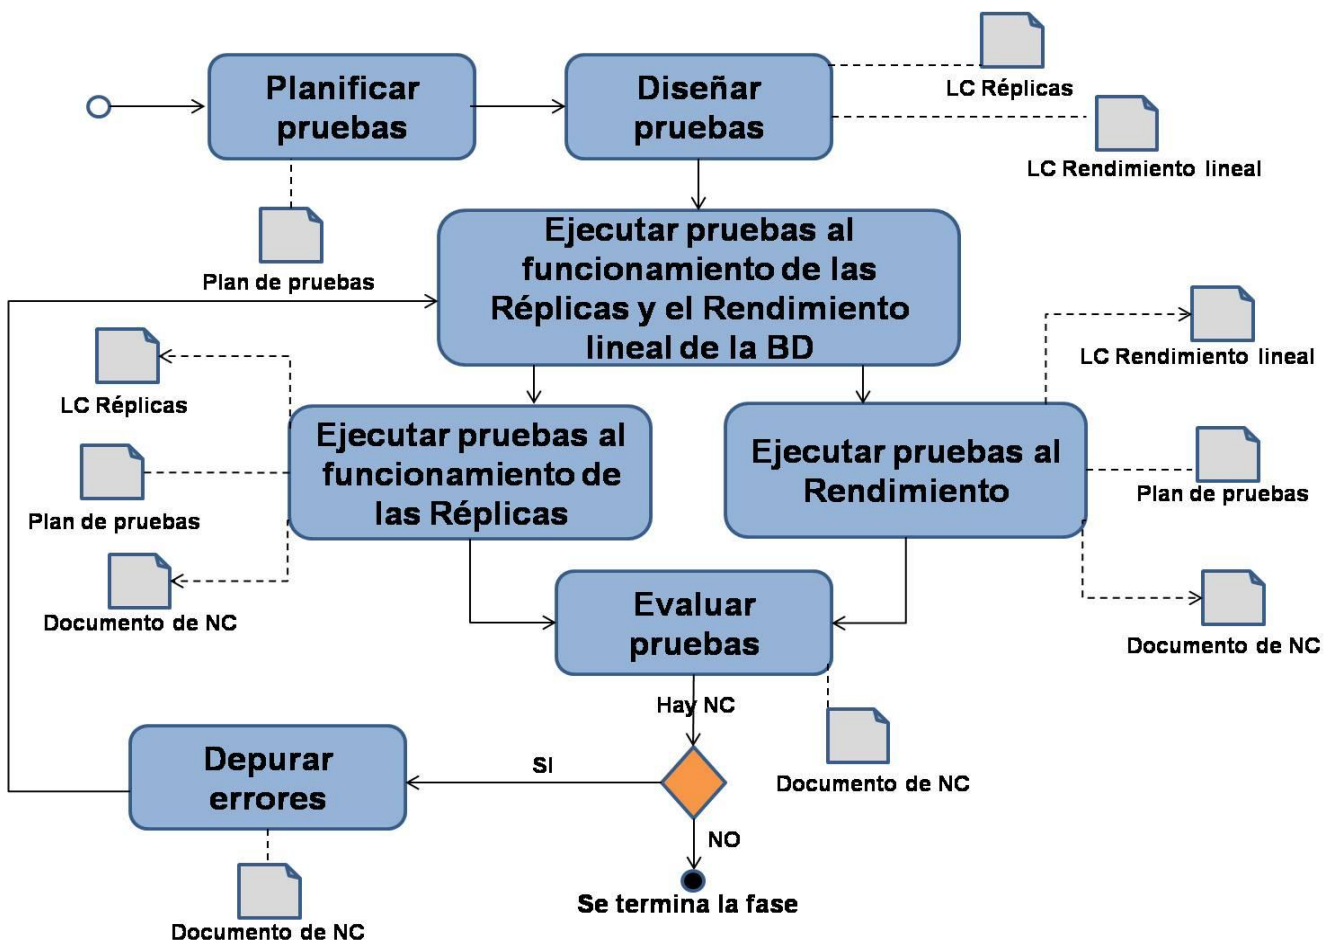 Planificar
pruebas
Diseñar
pruebas
LC Réplicas
LC Rendimiento lineal
Plan de pruebas
Ejecutar pruebas al
funcionamiento de las
Réplicas y el Rendimiento
lineal de la BD
LC Réplicas
Plan de pruebas
Documento de NC
Ejecutar pruebas al
funcionamiento de
las Réplicas
Ejecutar pruebas al
Rendimiento
LC Rendimiento lineal
Plan de pruebas
Documento de NC
Evaluar
pruebas
Hay NC
Documento de NC
SI
Depurar
errores
Documento de NC
NO
Se termina la fase